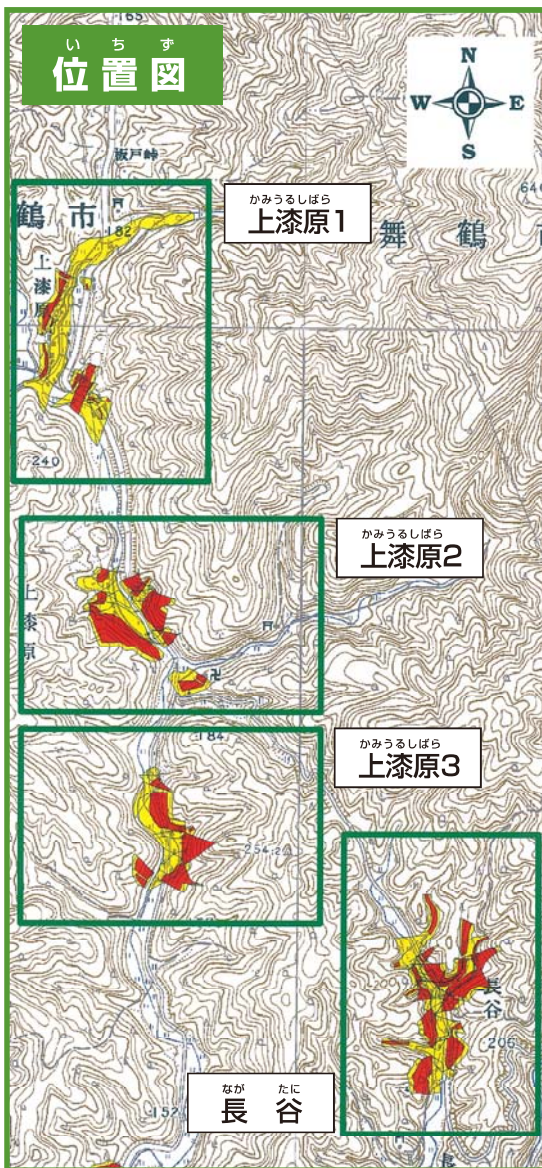 いちず
位置図
N
W E
S
165
板戸峠
鶴市
182
上漆原
かみうるしばら
上漆原1
舞鶴
640
240
かみうるしばら
上漆原2
上漆原
184
かみうるしばら
上漆原3
254.2
200
長谷
206
なが たに
長 谷
152